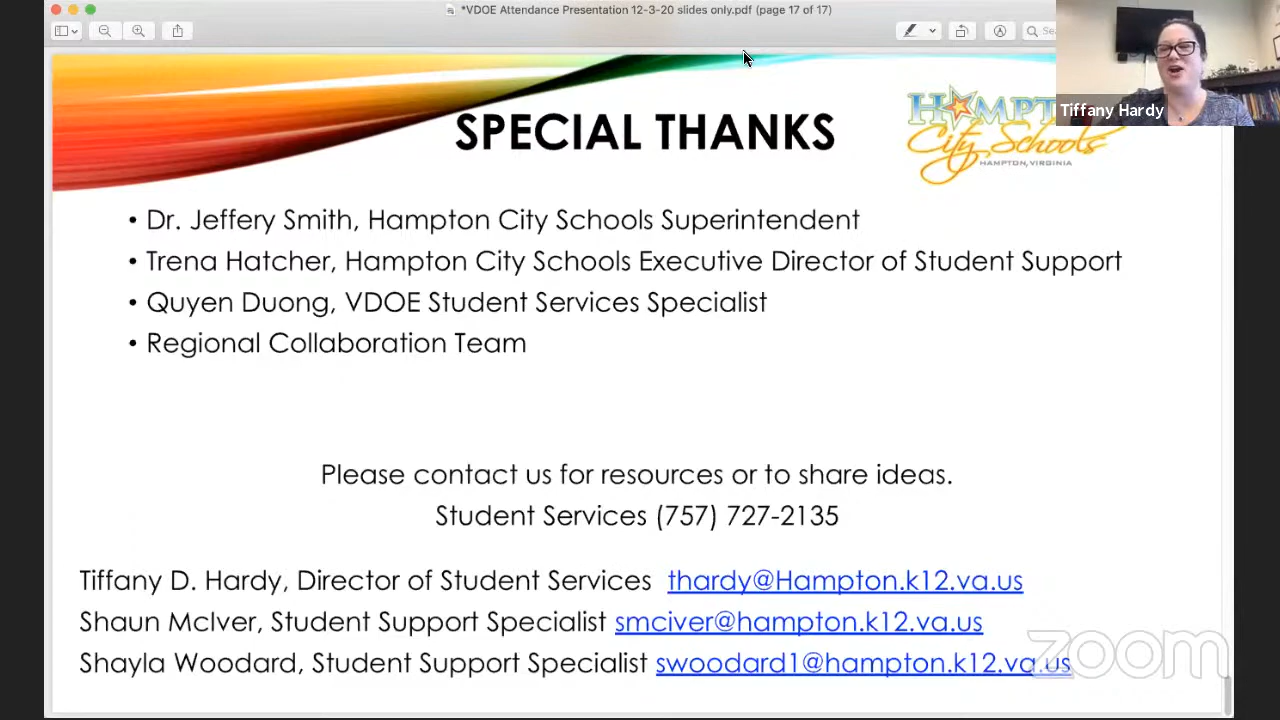 *VDOE Attendance Presentation 12-3-20 slides only.pdf (page 17 of 17)
Tiffany Hardy
SPECIAL THANKS
City Schools
HAMPTON, VIRGINIA
• Dr. Jeffery Smith, Hampton City Schools Superintendent
• Trena Hatcher, Hampton City Schools Executive Director of Student Support
• Quyen Duong, VDOE Student Services Specialist
• Regional Collaboration Team
Please contact us for resources or to share ideas.
Student Services (757) 727-2135
Tiffany D. Hardy, Director of Student Services thardy@Hampton.k12.va.us
Shaun McIver, Student Support Specialist smciver@hampton.k12.va.us
Shayla Woodard, Student Support Specialist swoodard1@hampton.k12.va.us
zoom